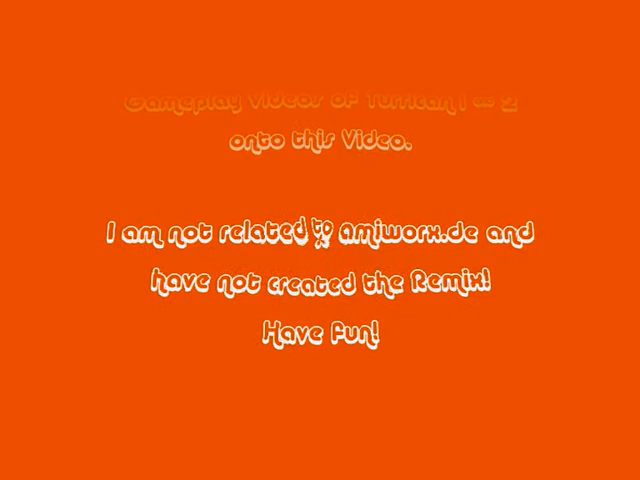 Gameplay Videos of Turrican 1 & 2
onto this Video.
I am not related to amiworx.de and
have not created the Remix!
Have Fun!